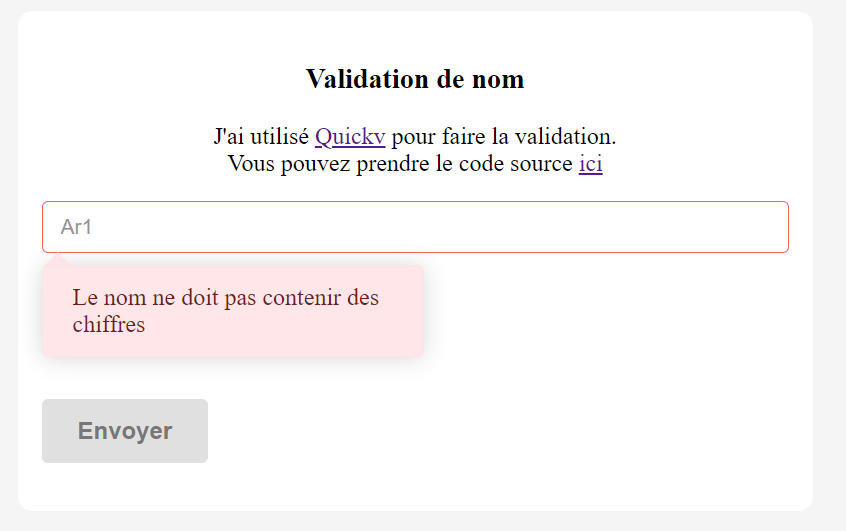 Validation de nom
J'ai utilisé Quickv pour faire la validation.
Vous pouvez prendre le code source ici
Ar1
Le nom ne doit pas contenir des
chiffres
Envoyer